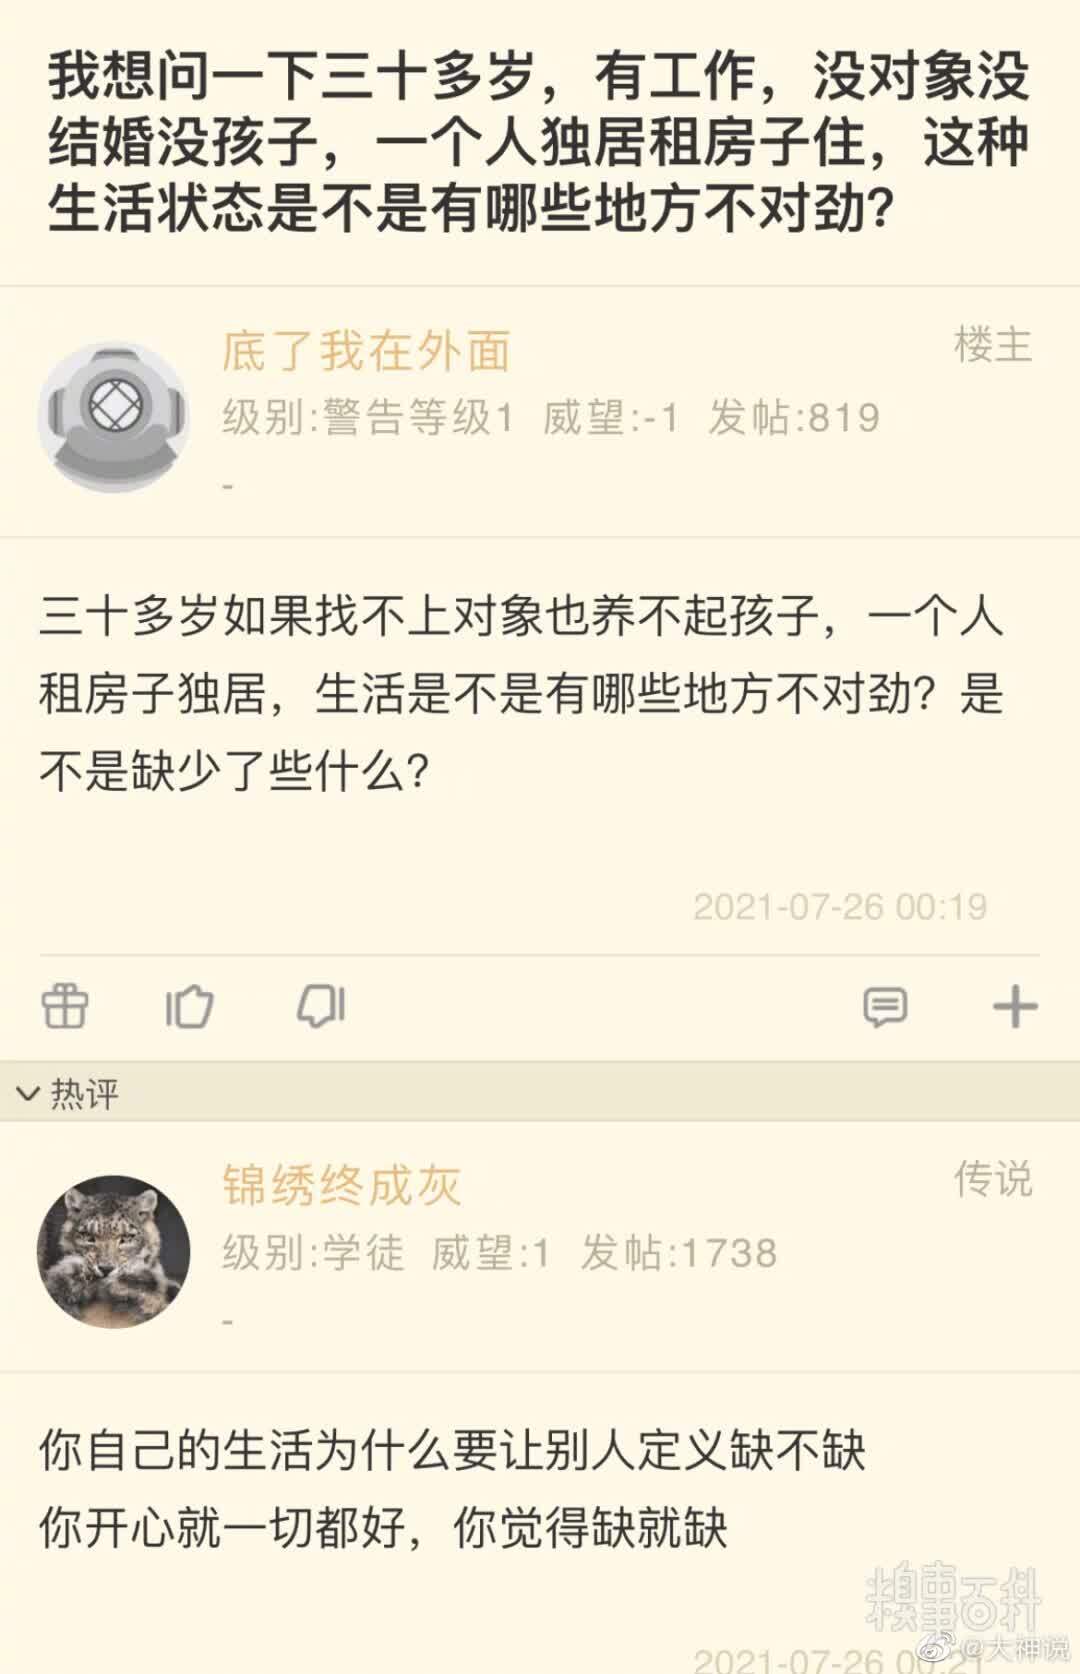 我想问一下三十多岁，有工作，没对象没
结婚没孩子，一个人独居租房子住，这种
生活状态是不是有哪些地方不对劲？
底了我在外面
楼主
级别:警告等级1 威望:-1 发帖:819
-
三十多岁如果找不上对象也养不起孩子，一个人
租房子独居，生活是不是有哪些地方不对劲？是
不是缺少了些什么？
2021-07-26 00:19
热评
锦绣终成灰
传说
级别:学徒 威望:1 发帖:1738
-
你自己的生活为什么要让别人定义缺不缺
你开心就一切都好，你觉得缺就缺
糗事百科
2021-07-26 00:21
@大神说